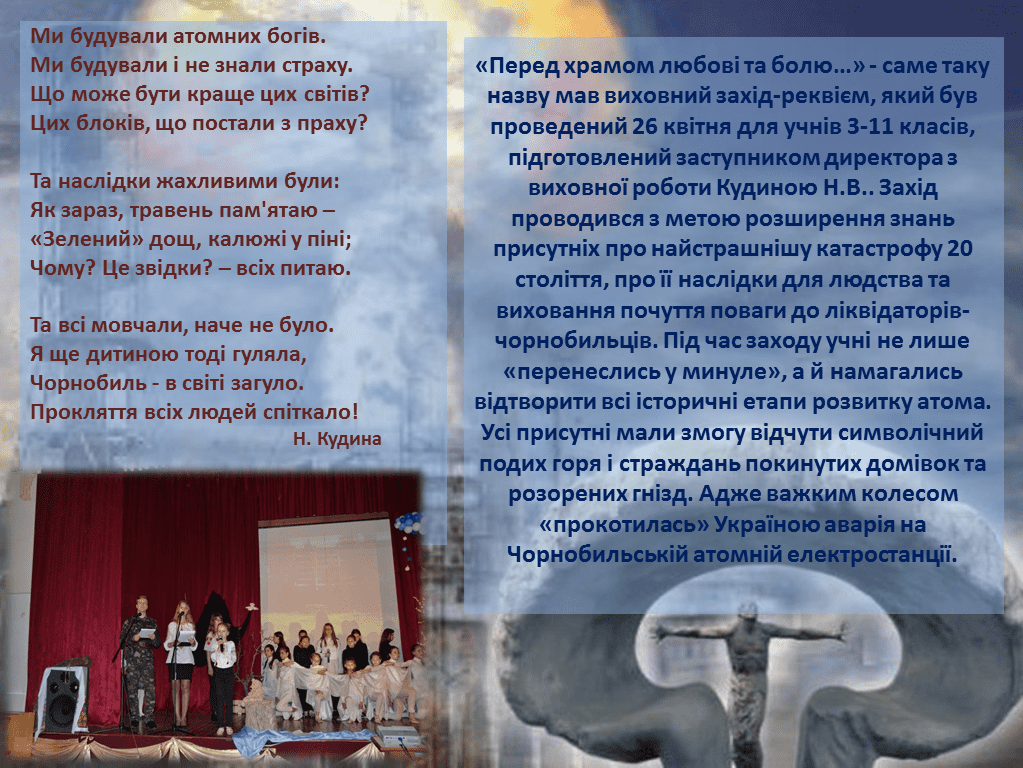 Ми будували атомних богів.
Ми будували і не знали страху.
Що може бути краще цих світів?
Цих блоків, що постали з праху?
Та наслідки жахливими були:
Як зараз, травень пам'ятаю –
«Зелений» дощ, калюжі у піні;
Чому? Це звідки? – всіх питаю.
Та всі мовчали, наче не було.
Я ще дитиною тоді гуляла,
Чорнобиль - в світі загуло.
Прокляття всіх людей спіткало!
Н. Кудина
«Перед храмом любові та болю…» - саме таку
назву мав виховний захід-реквієм, який був
проведений 26 квітня для учнів 3-11 класів,
підготовлений заступником директора з
виховної роботи Кудиною Н.В.. Захід
проводився з метою розширення знань
присутніх про найстрашнішу катастрофу 20
століття, про її наслідки для людства та
виховання почуття поваги до ліквідаторів-
чорнобильців. Під час заходу учні не лише
«перенеслись у минуле», а й намагались
відтворити всі історичні етапи розвитку атома.
Усі присутні мали змогу відчути символічний
подих горя і страждань покинутих домівок та
розорених гнізд. Адже важким колесом
«прокотилась» Україною аварія на
Чорнобильській атомній електростанції.